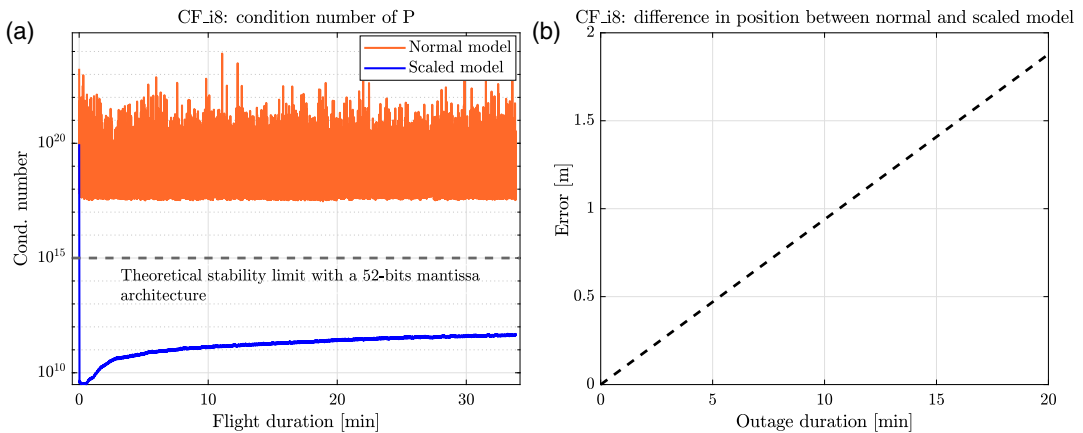 (a)
CF_i8: condition number of P
Normal model
Scaled model
Cond. number
10^20
10^15
10^10
Theoretical stability limit with a 52-bits mantissa
architecture
0 10 20 30
Flight duration [min]
(b)
CF_i8: difference in position between normal and scaled model
Error [m]
2
1.5
1
0.5
0
0 5 10 15 20
Outage duration [min]